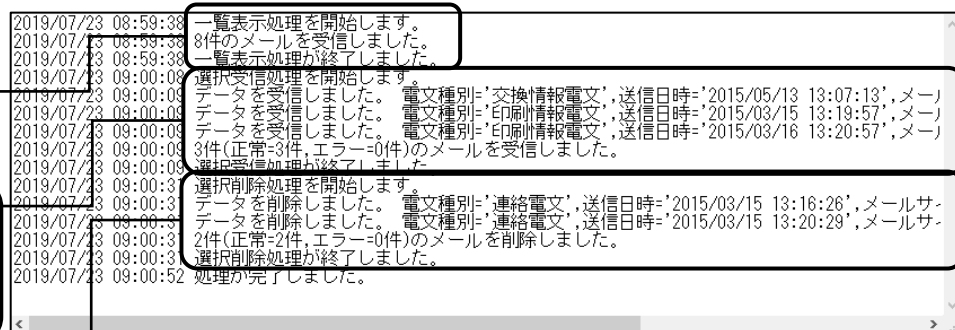 2019/07/23 08:59:38 一覧表示処理を開始します。
2019/07/23 08:59:38 8件のメールを受信しました。
2019/07/23 08:59:38 一覧表示処理が終了しました。
2019/07/23 09:00:08 選択受信処理を開始します。
2019/07/23 09:00:09 データを受信しました。 電文種別='交換情報電文',送信日時='2015/05/13 13:07:13',メール
2019/07/23 09:00:09 データを受信しました。 電文種別='印刷情報電文',送信日時='2015/03/15 13:19:57',メール
2019/07/23 09:00:09 データを受信しました。 電文種別='印刷情報電文',送信日時='2015/03/16 13:20:57',メール
2019/07/23 09:00:09 3件(正常=3件,エラー=0件)のメールを受信しました。
2019/07/23 09:00:09 選択受信処理が終了しました
2019/07/23 09:00:31 選択削除処理を開始します。
2019/07/23 09:00:31 データを削除しました。 電文種別='連絡電文',送信日時='2015/03/15 13:16:26',メールサー
2019/07/23 09:00:31 データを削除しました。 電文種別='連絡電文',送信日時='2015/03/15 13:20:29',メールサー
2019/07/23 09:00:31 2件(正常=2件,エラー=0件)のメールを削除しました。
2019/07/23 09:00:31 選択削除処理が終了しました。
2019/07/23 09:00:52 処理が完了しました。